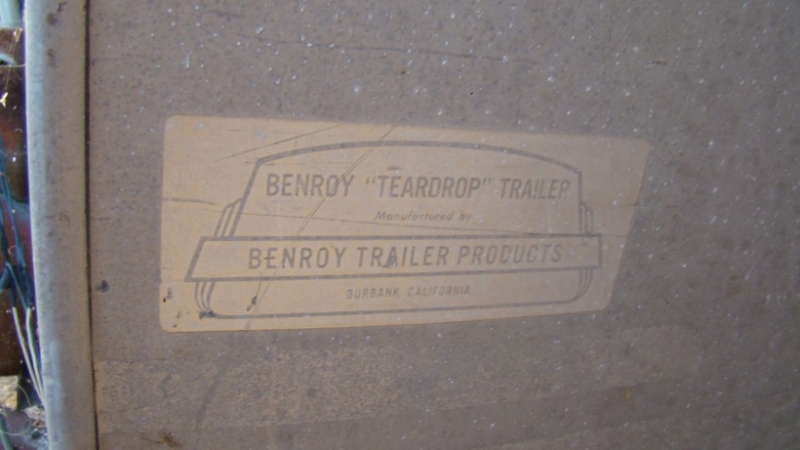 BENROY "TEARDROP" TRAILER
Manufactured by
BENROY TRAILER PRODUCTS
BURBANK, CALIFORNIA